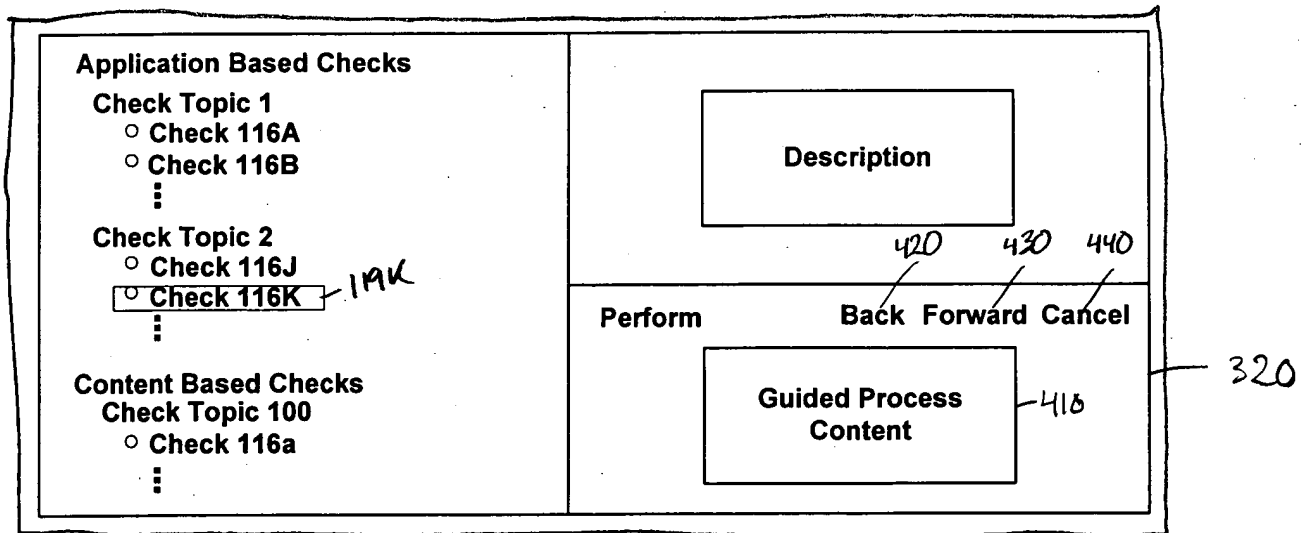 Application Based Checks
Check Topic 1
Check 116A
Check 116B
Check Topic 2
Check 116J
Check 116K
119K
Content Based Checks
Check Topic 100
Check 116a
Description
420 430 440
Perform Back Forward Cancel
Guided Process
Content
410
320